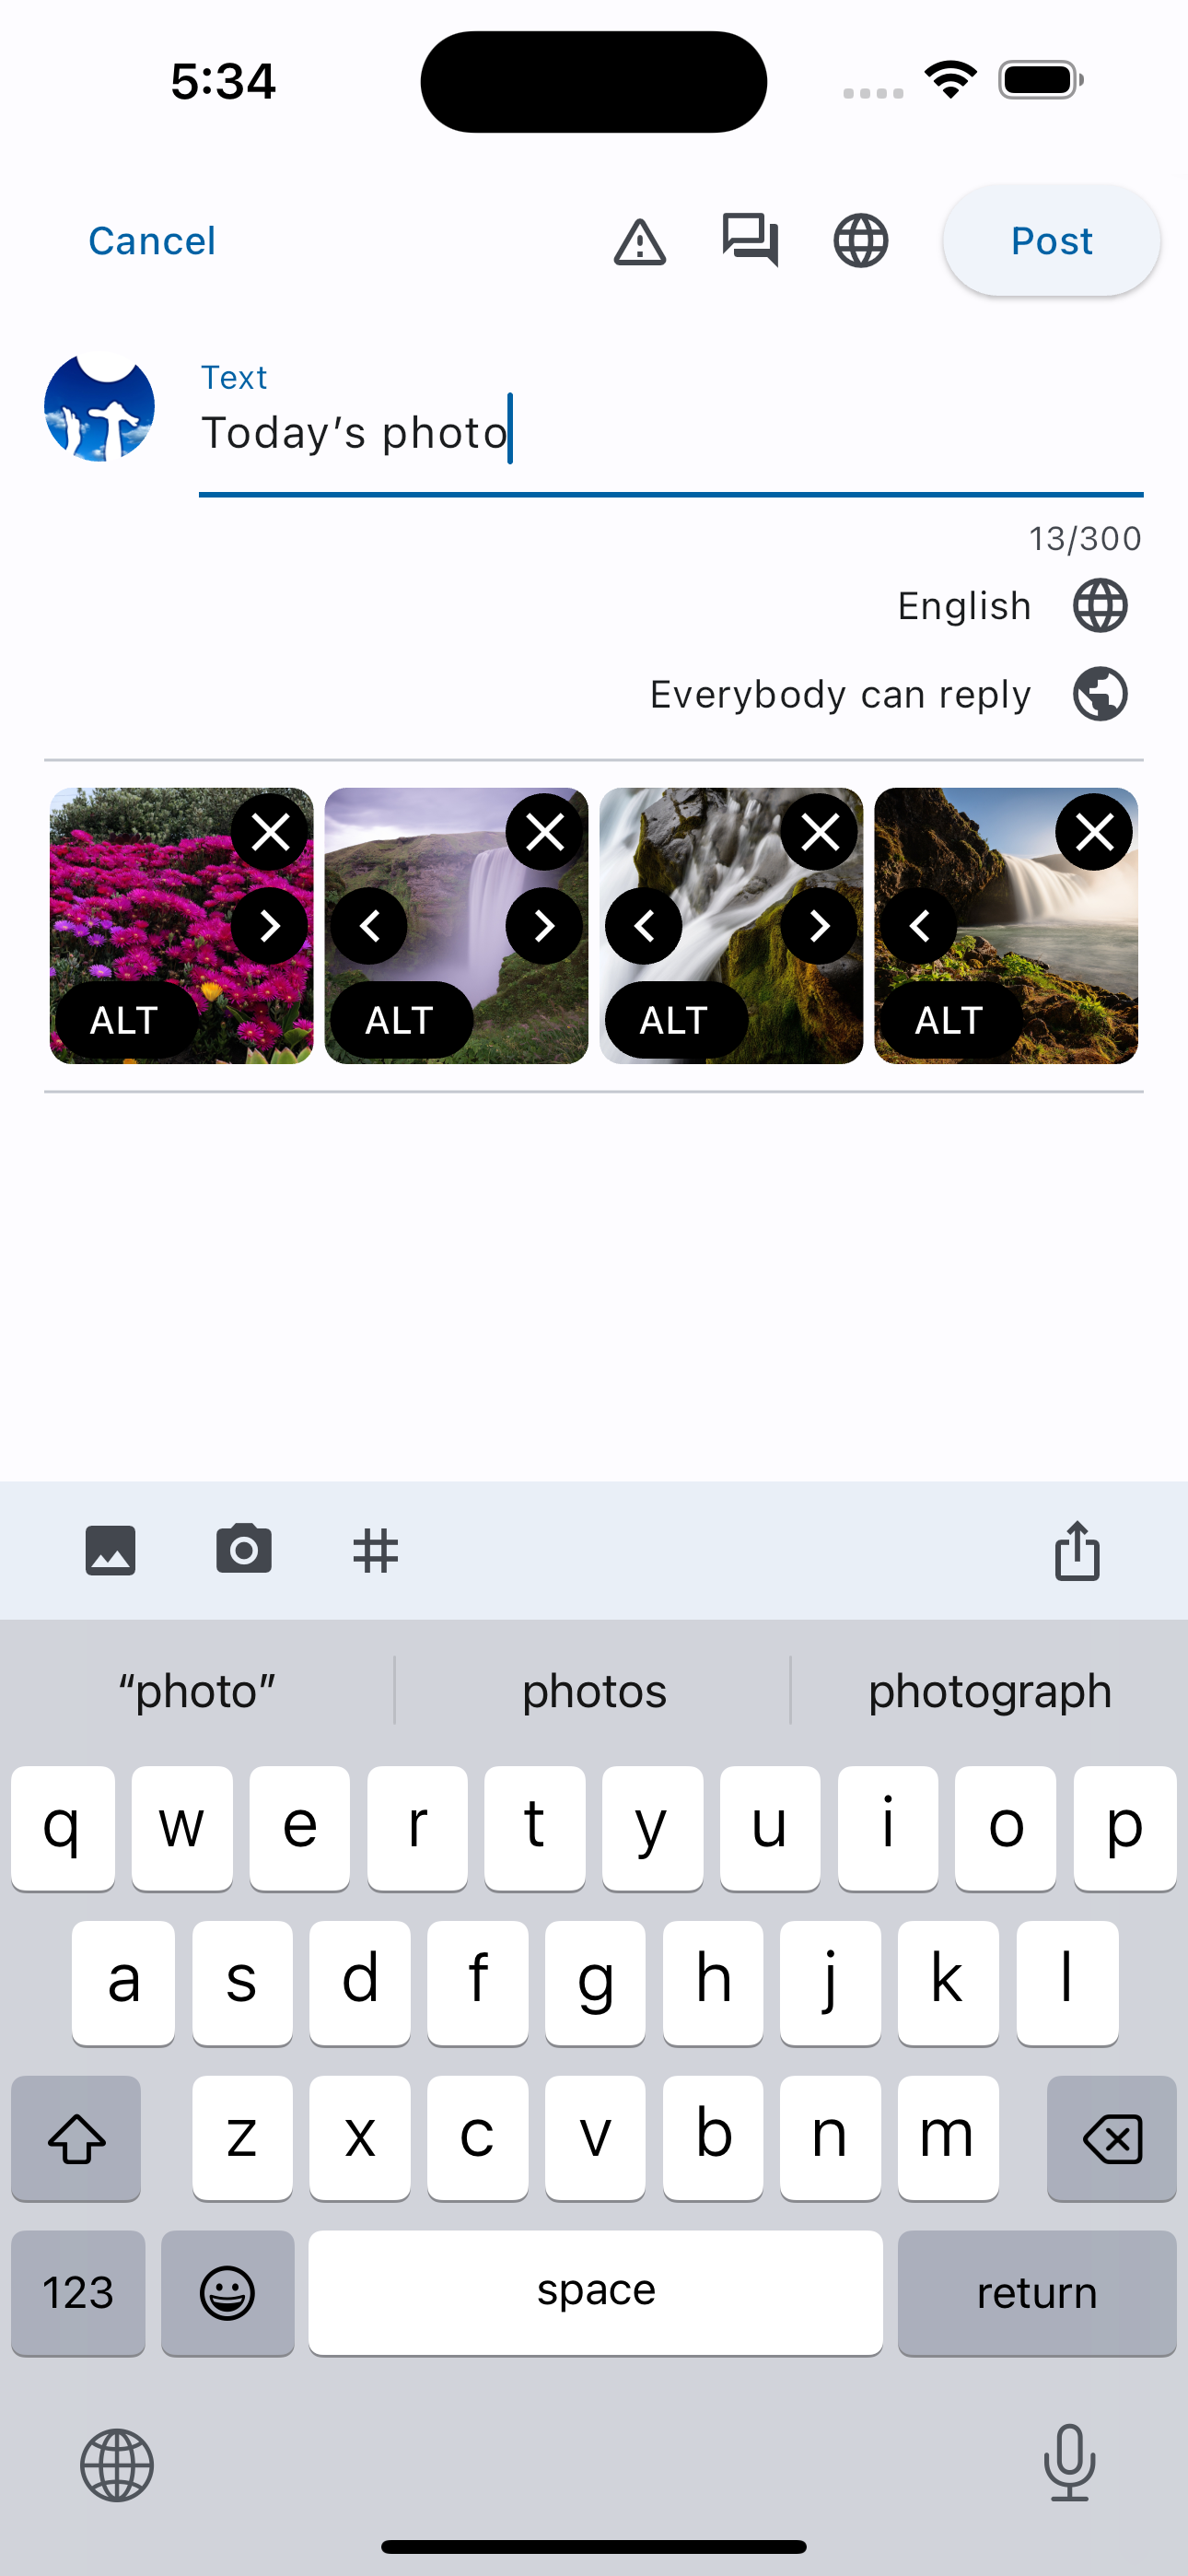 5:34
Cancel
Post
Text
Today’s photo
13/300
English
Everybody can reply
ALT ALT ALT ALT
“photo” photos photograph
q w e r t y u i o p
a s d f g h j k l
z x c v b n m
123 space return